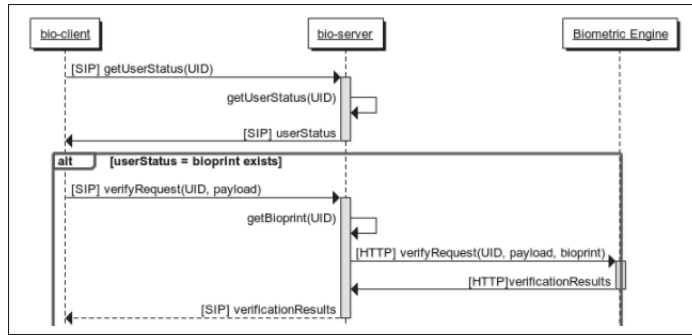 bio-client
bio-server
Biometric Engine
[SIP] getUserStatus(UID)
getUserStatus(UID)
[SIP] userStatus
alt [userStatus = bioprint exists]
[SIP] verifyRequest(UID, payload)
getBioprint(UID)
[HTTP] verifyRequest(UID, payload, bioprint)
[HTTP]verificationResults
[SIP] verificationResults